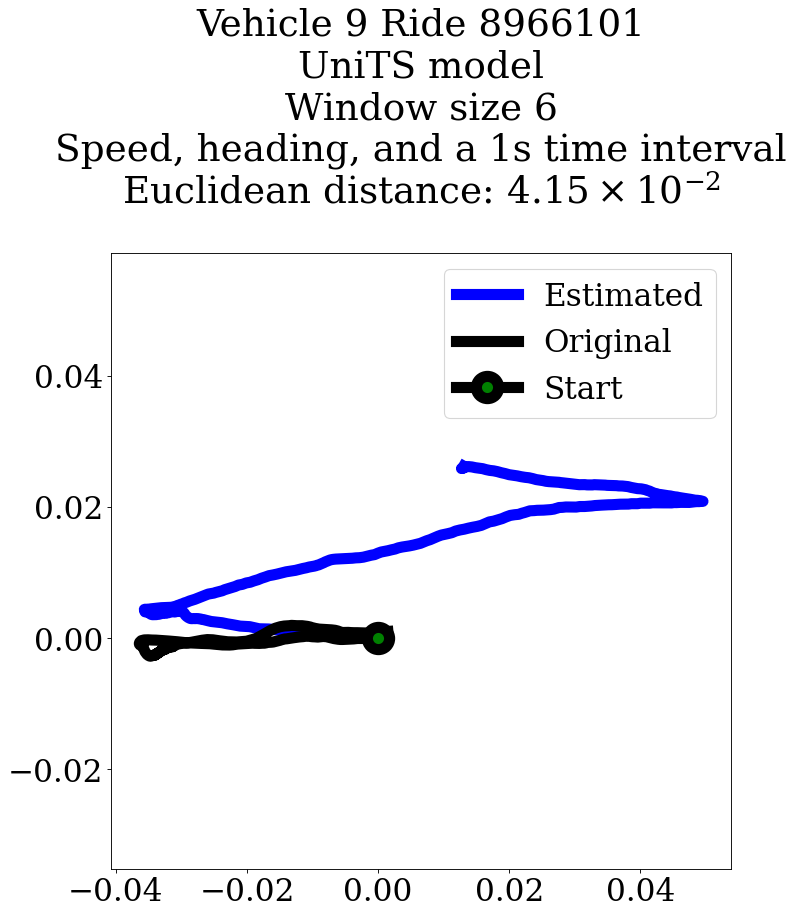 Vehicle 9 Ride 8966101
UniTS model
Window size 6
Speed, heading, and a 1s time interval
Euclidean distance: 4.15 × 10⁻²
Estimated
Original
Start
0.04
0.02
0.00
−0.02
−0.04 −0.02 0.00 0.02 0.04